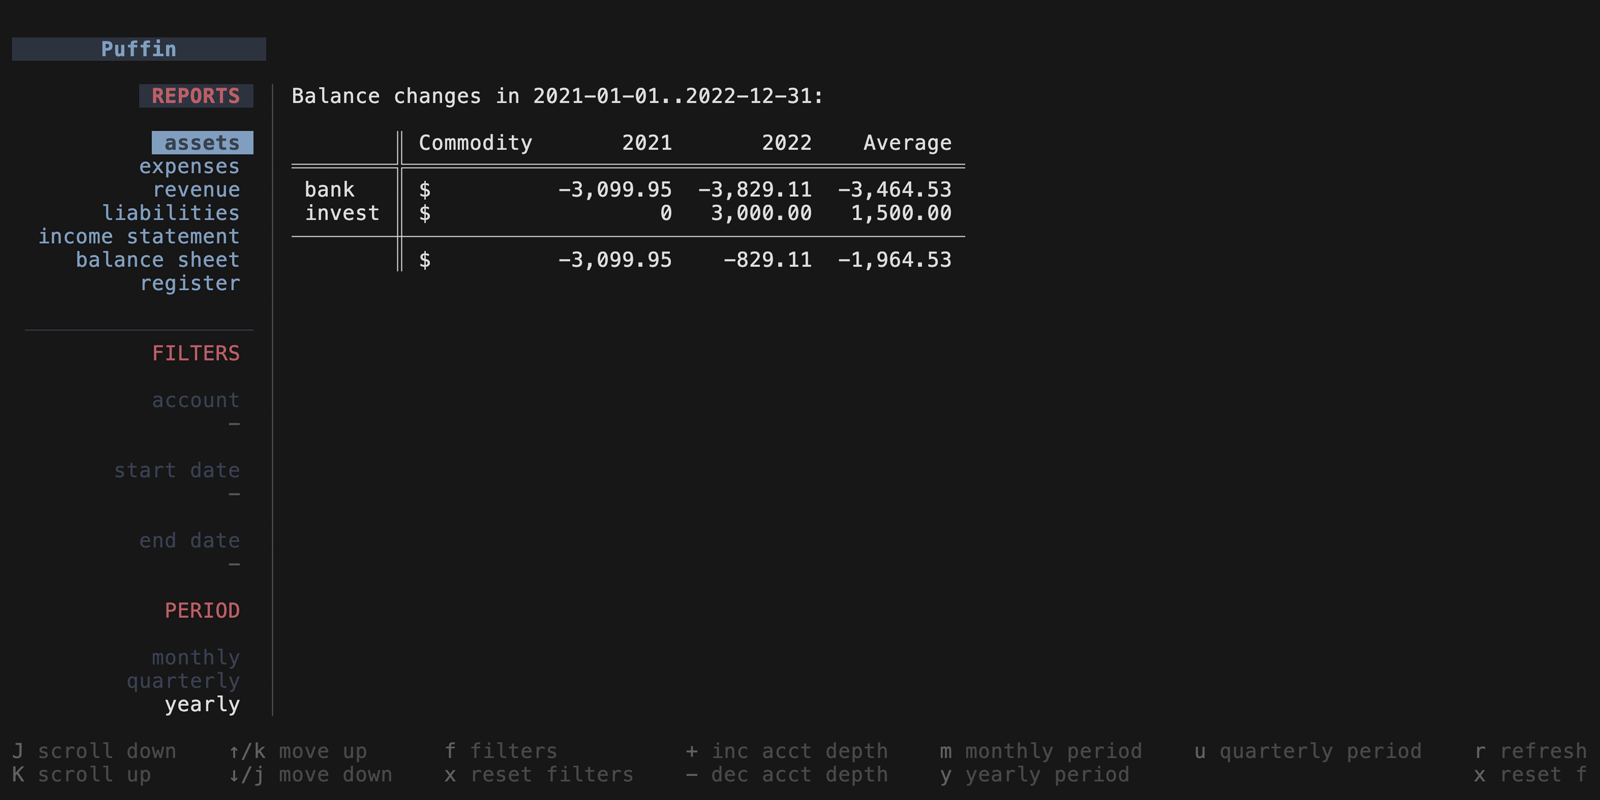 Puffin
REPORTS
assets
expenses
revenue
liabilities
income statement
balance sheet
register
FILTERS
account
–
start date
–
end date
–
PERIOD
monthly
quarterly
yearly
Balance changes in 2021-01-01..2022-12-31:
Commodity 2021 2022 Average
bank $ -3,099.95 -3,829.11 -3,464.53
invest $ 0 3,000.00 1,500.00
$ -3,099.95 -829.11 -1,964.53
J scroll down ↑/k move up f filters + inc acct depth m monthly period u quarterly period r refresh
K scroll up ↓/j move down x reset filters - dec acct depth y yearly period x reset f